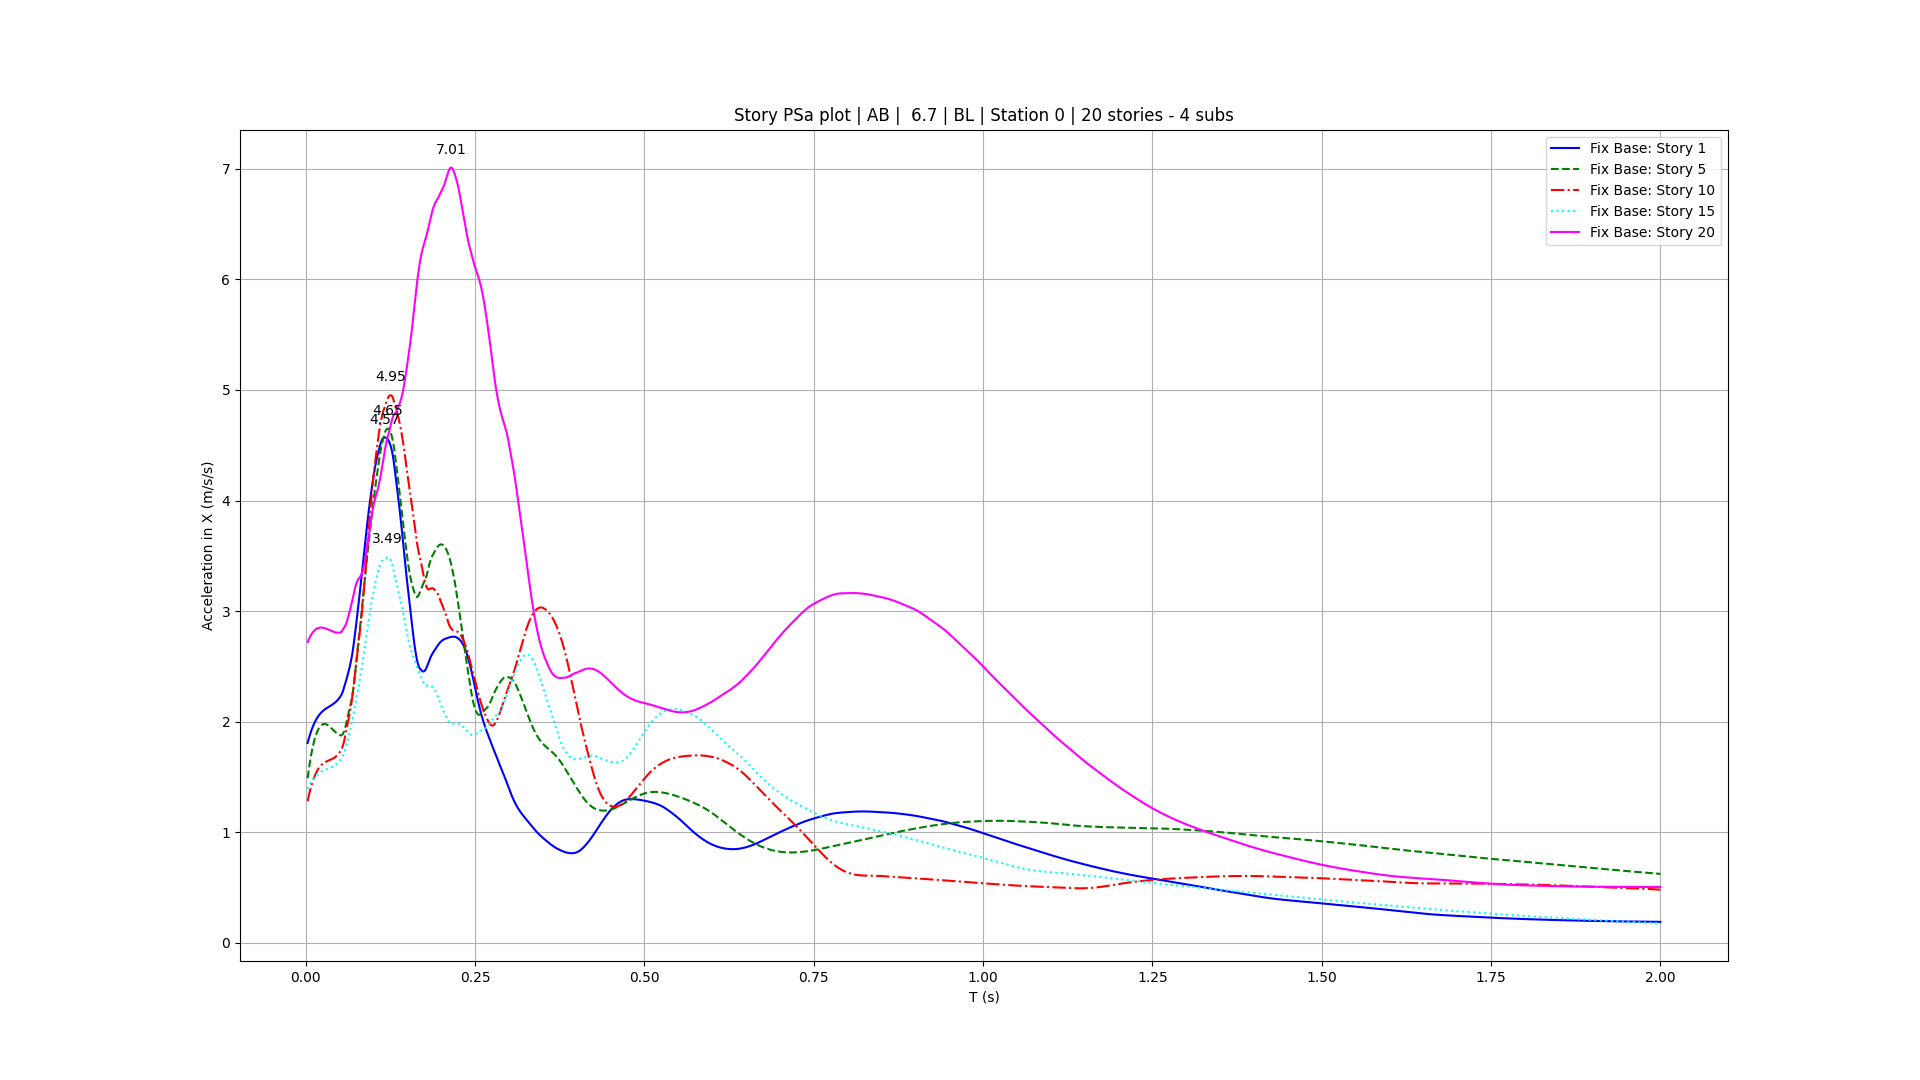 Story PSa plot | AB |  6.7 | BL | Station 0 | 20 stories - 4 subs
7.01
4.95
4.65
4.57
3.49
Fix Base: Story 1
Fix Base: Story 5
Fix Base: Story 10
Fix Base: Story 15
Fix Base: Story 20
Acceleration in X (m/s/s)
7
6
5
4
3
2
1
0
0.00 0.25 0.50 0.75 1.00 1.25 1.50 1.75 2.00
T (s)